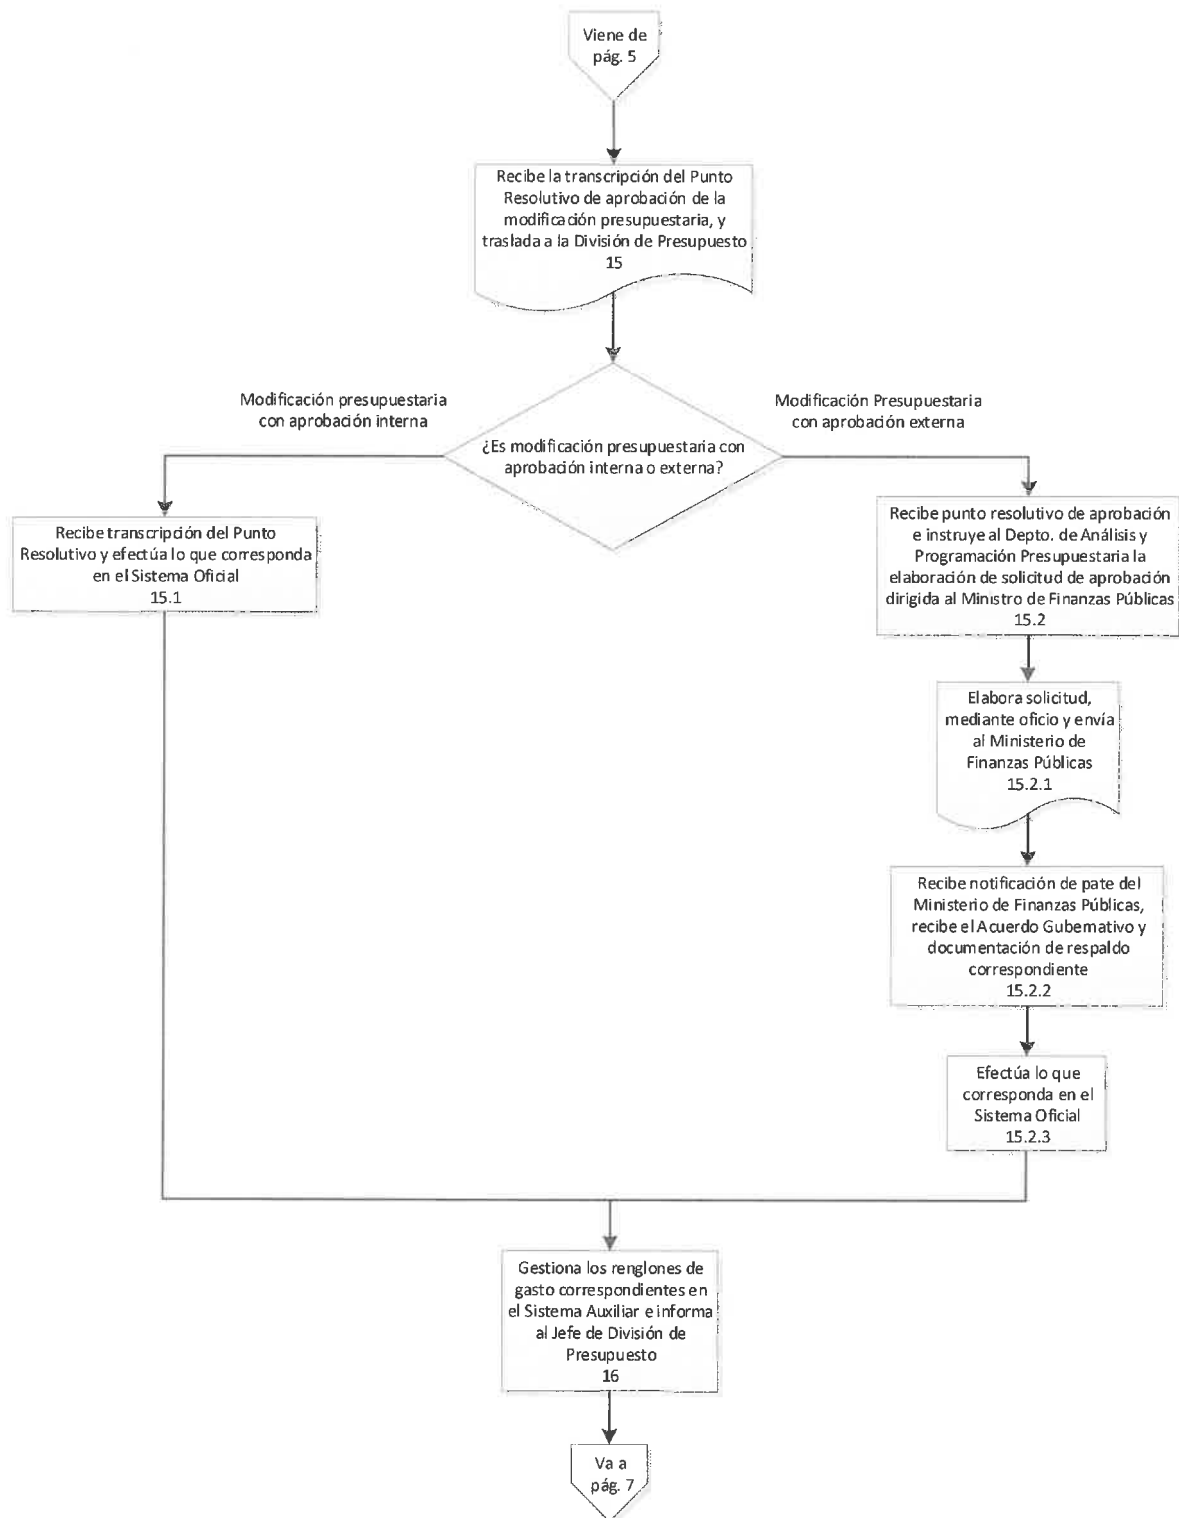 Viene de
pág. 5
Recibe la transcripción del Punto
Resolutivo de aprobación de la
modificación presupuestaria, y
traslada a la División de Presupuesto
15
Modificación presupuestaria
con aprobación interna
Modificación Presupuestaria
con aprobación externa
¿Es modificación presupuestaria con
aprobación interna o externa?
Recibe transcripción del Punto
Resolutivo y efectúa lo que corresponda
en el Sistema Oficial
15.1
Recibe punto resolutivo de aprobación
e instruye al Depto. de Análisis y
Programación Presupuestaria la
elaboración de solicitud de aprobación
dirigida al Ministro de Finanzas Públicas
15.2
Elabora solicitud,
mediante oficio y envía
al Ministerio de
Finanzas Públicas
15.2.1
Recibe notificación de pate del
Ministerio de Finanzas Públicas,
recibe el Acuerdo Gubernativo y
documentación de respaldo
correspondiente
15.2.2
Efectúa lo que
corresponda en el
Sistema Oficial
15.2.3
Gestiona los renglones de
gasto correspondientes en
el Sistema Auxiliar e informa
al Jefe de División de
Presupuesto
16
Va a
pág. 7